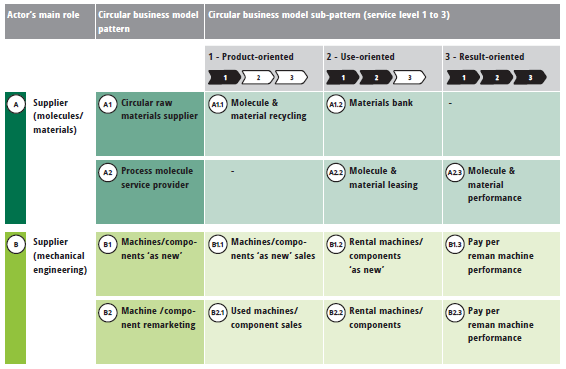 Actor's main role
Circular business model
pattern
Circular business model sub-pattern (service level 1 to 3)
1 - Product-oriented
1 2 3
2 - Use-oriented
1 2 3
3 - Result-oriented
1 2 3
A
Supplier
(molecules/
materials)
A1
Circular raw
materials supplier
A1.1
Molecule &
material recycling
A1.2
Materials bank
-
A2
Process molecule
service provider
-
A2.2
Molecule &
material leasing
A2.3
Molecule &
material
performance
B
Supplier
(mechanical
engineering)
B1
Machines/compo-
nents 'as new'
B1.1
Machines/compo-
nents 'as new' sales
B1.2
Rental machines/
components
'as new'
B1.3
Pay per
reman machine
performance
B2
Machine /compo-
nent remarketing
B2.1
Used machines/
component sales
B2.2
Rental machines/
components
B2.3
Pay per
reman machine
performance